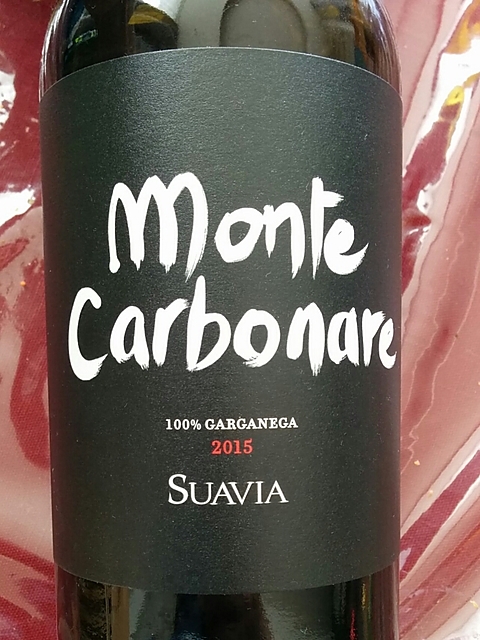 Monte
Carbonare
100% GARGANEGA
2015
SUAVIA